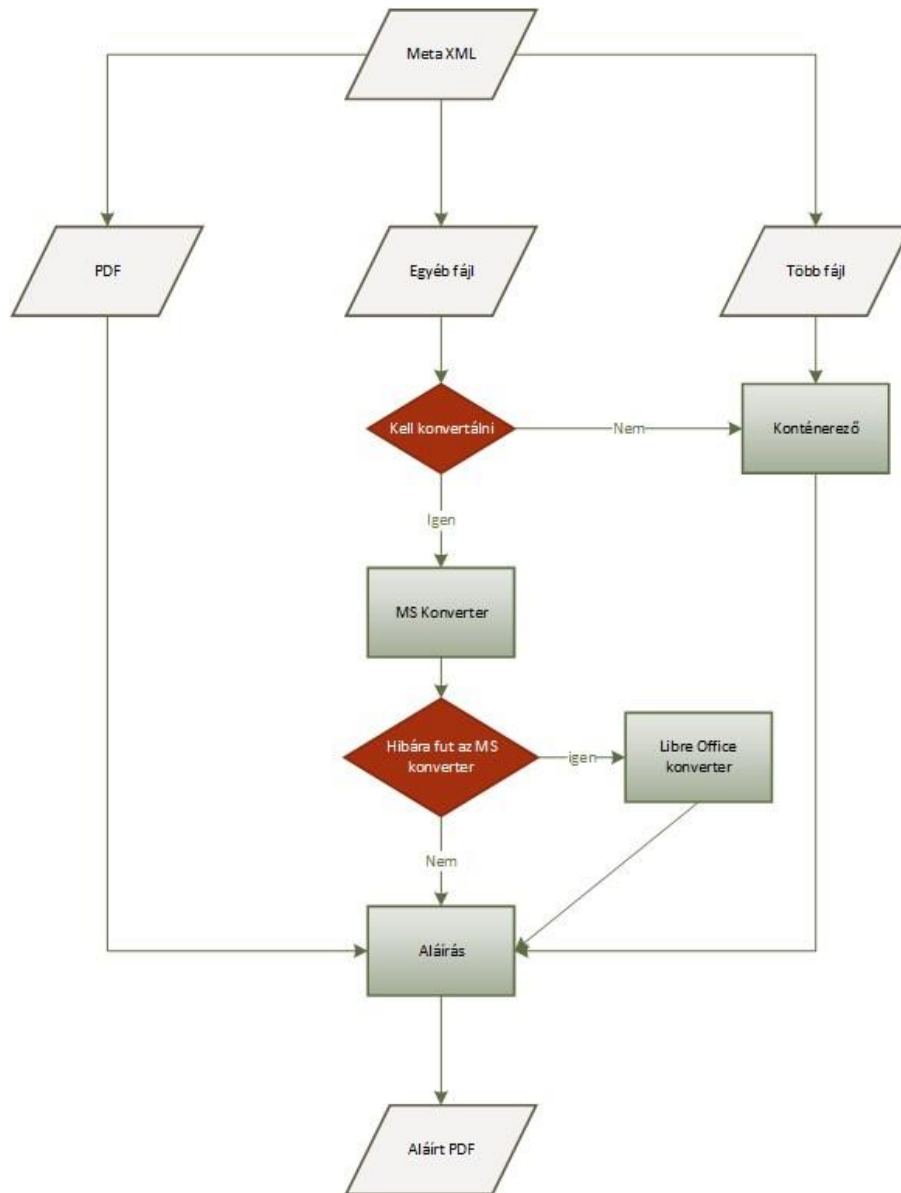 Meta XML
PDF
Egyéb fájl
Több fájl
Kell konvertálni
Nem
Konténerező
Igen
MS Konverter
Hibára fut az MS
konverter
igen
Libre Office
konverter
Nem
Aláírás
Aláírt PDF